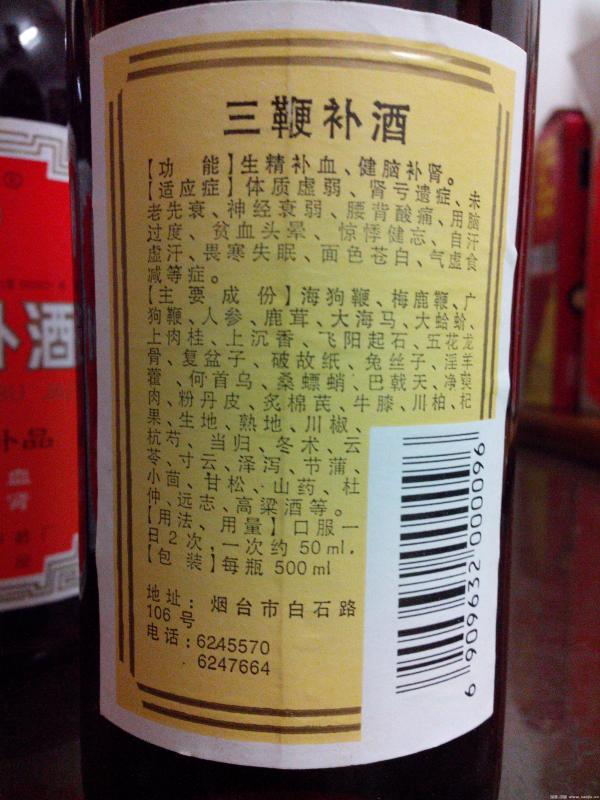 三鞭补酒
【功 能】生精补血、健脑补肾。
【适应症】体质虚弱、肾亏遗症、未
老先衰、神经衰弱、腰背酸痛、用脑
过度、贫血头晕、惊悸健忘、自汗
虚汗、畏寒失眠、面色苍白、气虚食
减等症。
【主要成份】海狗鞭、梅鹿鞭、广
狗鞭、人参、鹿茸、大海马、大蛤蚧、
上肉桂、上沉香、飞阳起石、五花龙
骨、复盆子、破故纸、兔丝子、淫羊
藿、何首乌、桑螵蛸、巴戟天、净萸
肉、粉丹皮、炙棉芪、牛膝、川柏、杞
果、生地、熟地、川椒、
杭芍、当归、冬术、云
苓、寸云、泽泻、节蒲、
小茴、甘松、山药、杜
仲、远志、高梁酒等。
【用法、用量】口服一
日2次,一次约50ml.
【包 装】每瓶500ml
地址:烟台市白石路
106号
电话:6245570
6247664
6 909632 000096
补酒
补品
血
肾